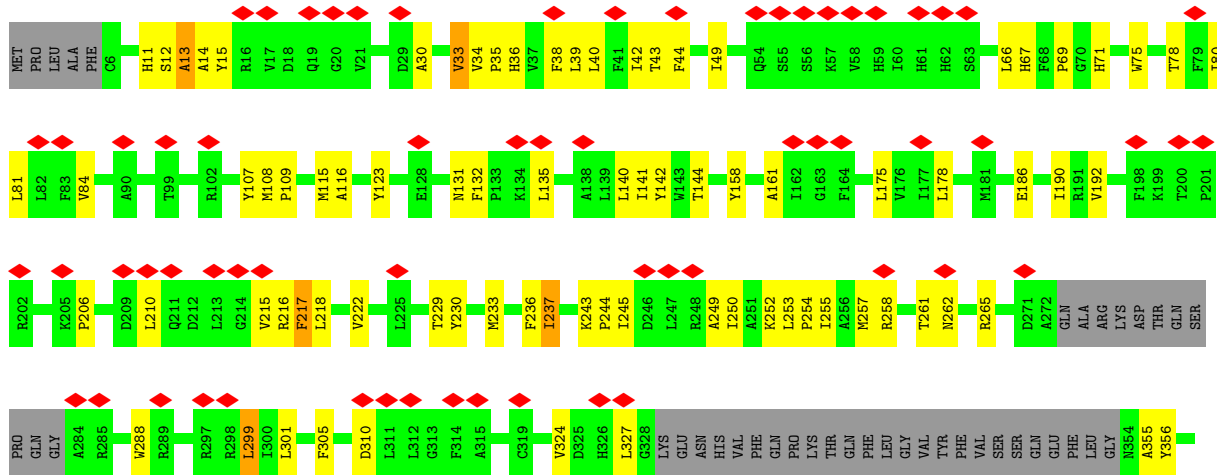 MET PRO LEU ALA PHE C6 H11 S12 A13 A14 Y15 R16 V17 D18 Q19 G20 V21 D29 A30 V33 V34 P35 H36 V37 F38 L39 L40 F41 I42 T43 F44 I49 Q54 S55 S56 K57 V58 H59 I60 H61 H62 S63 L66 H67 F68 P69 G70 H71 W75 T78 F79 I80
L81 L82 F83 V84 A90 T99 R102 Y107 M108 P109 M115 A116 Y123 E128 N131 F132 P133 K134 L135 A138 L139 L140 I141 Y142 W143 T144 Y158 A161 I162 G163 F164 L175 V176 I177 L178 M181 E186 I190 R191 V192 F198 K199 T200 P201
R202 K205 P206 D209 L210 Q211 D212 L213 G214 V215 R216 F217 L218 V222 L225 T229 Y230 M233 F236 I237 K243 P244 I245 D246 L247 R248 A249 I250 A251 K252 L253 P254 I255 A256 M257 R258 T261 N262 R265 D271 A272 GLN ALA ARG LYS ASP THR GLN SER
PRO GLN GLY A284 R285 W288 R289 R297 R298 L299 I300 L301 F305 D310 L311 L312 G313 F314 A315 C319 V324 D325 H326 L327 G328 LYS GLU ASN HIS VAL PHE GLN PRO LYS THR GLN PHE LEU GLY VAL TYR PHE VAL SER SER GLN GLU PHE LEU GLY N354 A355 Y356